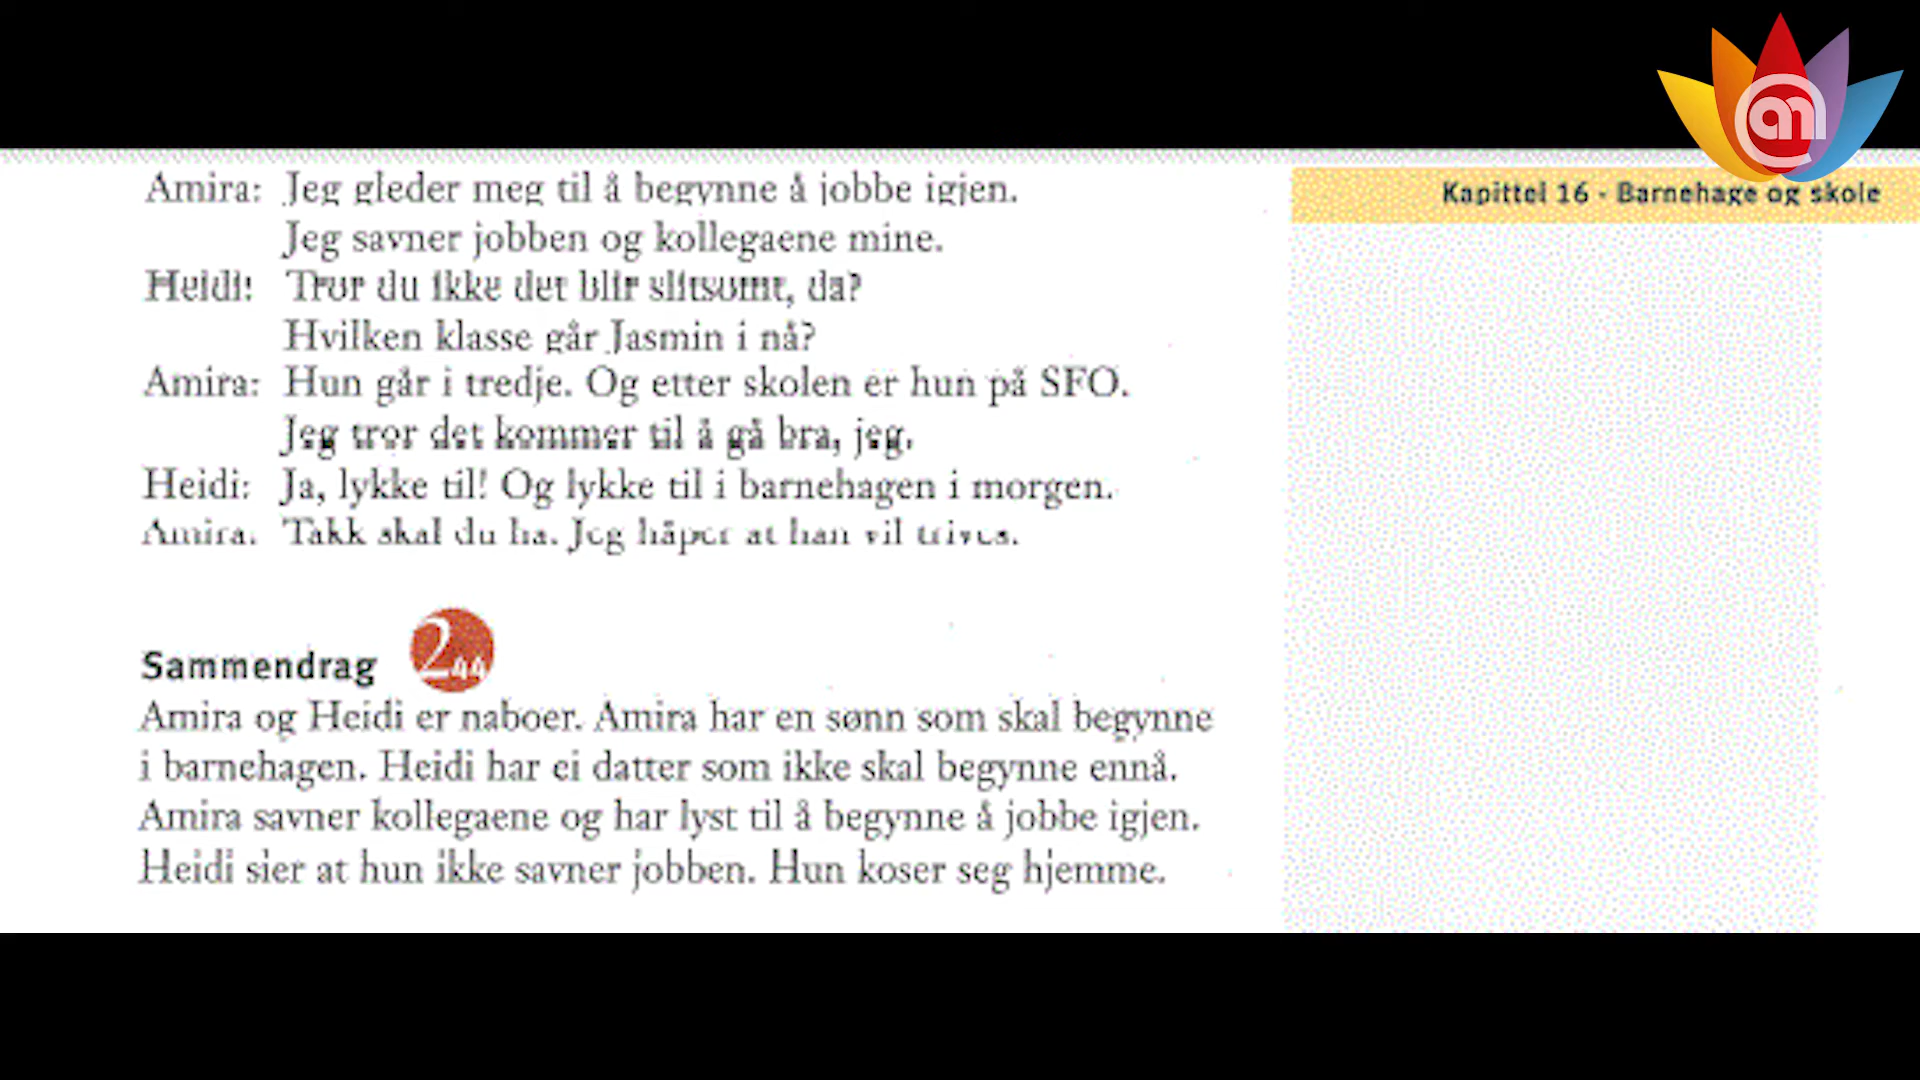 Kapittel 16 - Barnehage og skole
Amira: Jeg gleder meg til å begynne å jobbe igjen.
Jeg savner jobben og kollegaene mine.
Heidi: Tror du ikke det blir slitsomt, da?
Hvilken klasse går Jasmin i nå?
Amira: Hun går i tredje. Og etter skolen er hun på SFO.
Jeg tror det kommer til å gå bra, jeg.
Heidi: Ja, lykke til! Og lykke til i barnehagen i morgen.
Amira: Takk skal du ha. Jeg håper at han vil trives.
Sammendrag 2 44
Amira og Heidi er naboer. Amira har en sønn som skal begynne
i barnehagen. Heidi har ei datter som ikke skal begynne ennå.
Amira savner kollegaene og har lyst til å begynne å jobbe igjen.
Heidi sier at hun ikke savner jobben. Hun koser seg hjemme.